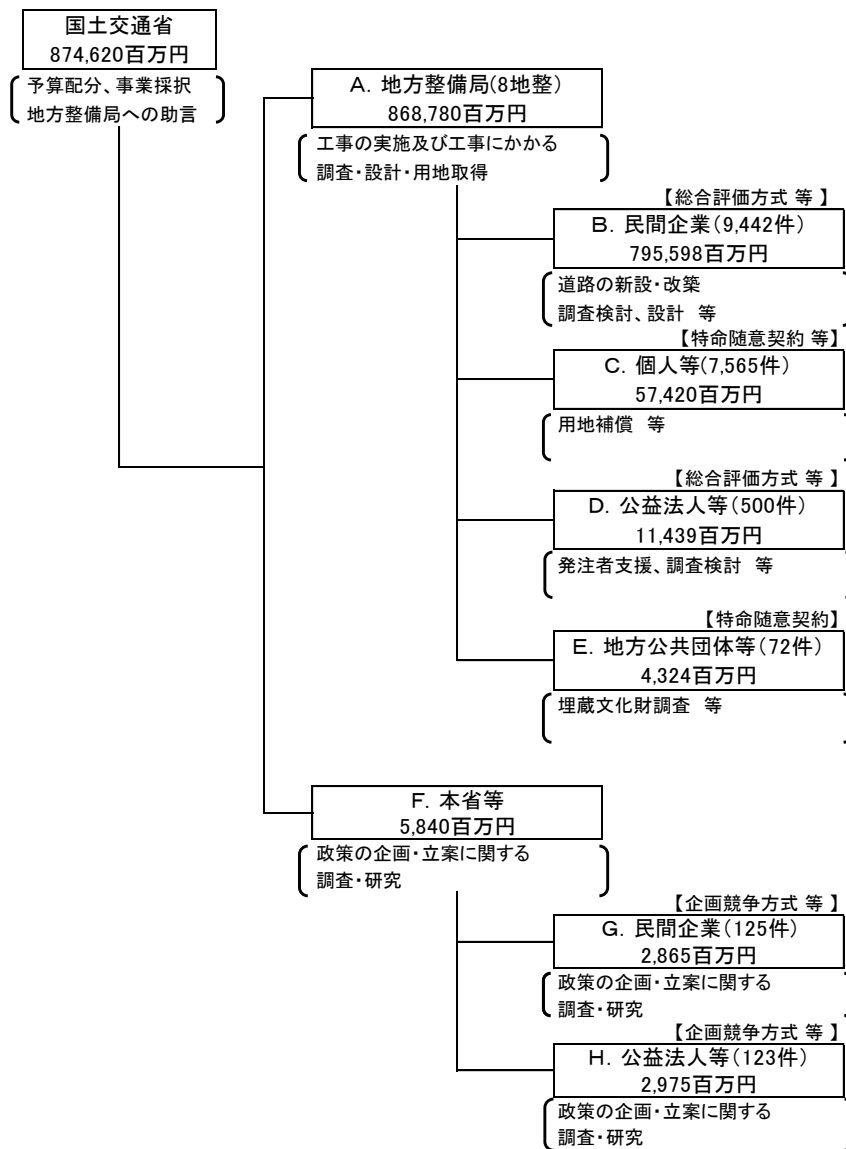 国土交通省
874,620百万円
予算配分、事業採択
地方整備局への助言
A．地方整備局(8地整)
868,780百万円
工事の実施及び工事にかかる
調査・設計・用地取得
【総合評価方式 等 】
B．民間企業(9,442件)
795,598百万円
道路の新設・改築
調査検討、設計　等
【特命随意契約 等】
C．個人等(7,565件)
57,420百万円
用地補償　等
【総合評価方式 等 】
D．公益法人等(500件)
11,439百万円
発注者支援、調査検討　等
【特命随意契約】
E．地方公共団体等(72件)
4,324百万円
埋蔵文化財調査　等
F．本省等
5,840百万円
政策の企画・立案に関する
調査・研究
【企画競争方式 等 】
G．民間企業(125件)
2,865百万円
政策の企画・立案に関する
調査・研究
【企画競争方式 等 】
H．公益法人等(123件)
2,975百万円
政策の企画・立案に関する
調査・研究